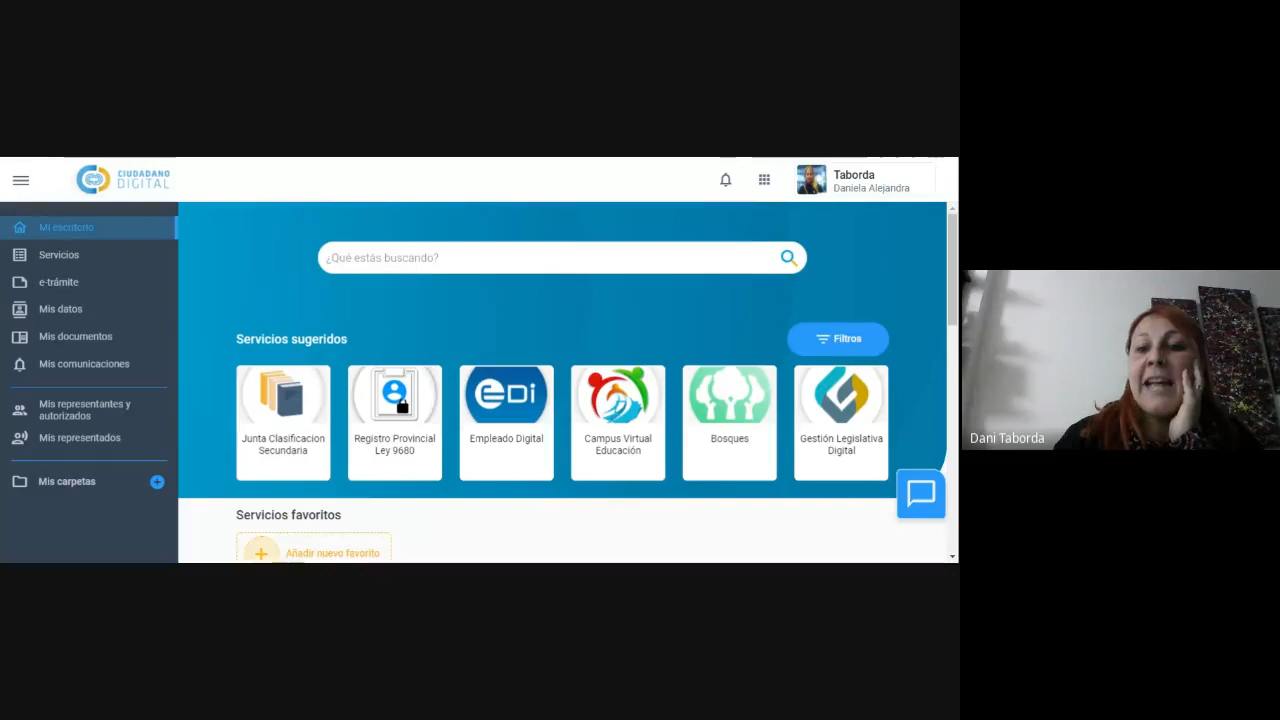 CIUDADANO
DIGITAL
Taborda
Daniela Alejandra
Mi escritorio
Servicios
e-trámite
Mis datos
Mis documentos
Mis comunicaciones
Mis representantes y
autorizados
Mis representados
Mis carpetas
¿Qué estás buscando?
Servicios sugeridos
Filtros
EDi
Junta Clasificacion
Secundaria
Registro Provincial
Ley 9680
Empleado Digital
Campus Virtual
Educación
Bosques
Gestión Legislativa
Digital
Servicios favoritos
Añadir nuevo favorito
Dani Taborda